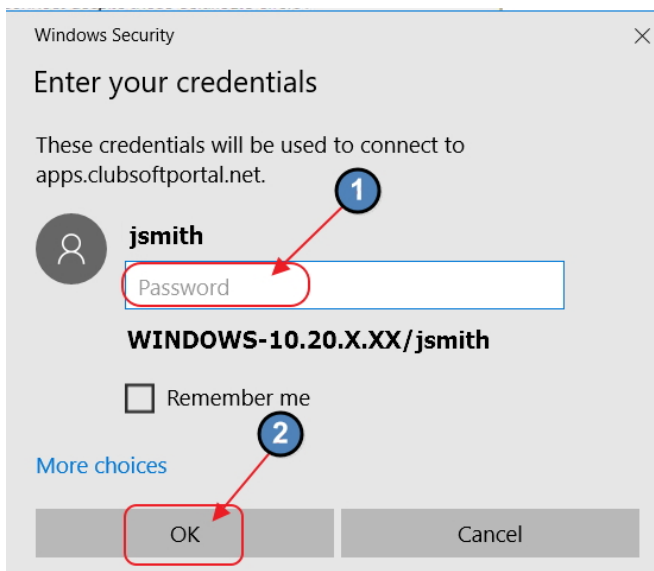 Windows Security
Enter your credentials
These credentials will be used to connect to
apps.clubsoftportal.net.
1
jsmith
Password
WINDOWS-10.20.X.XX/jsmith
Remember me
2
More choices
OK
Cancel